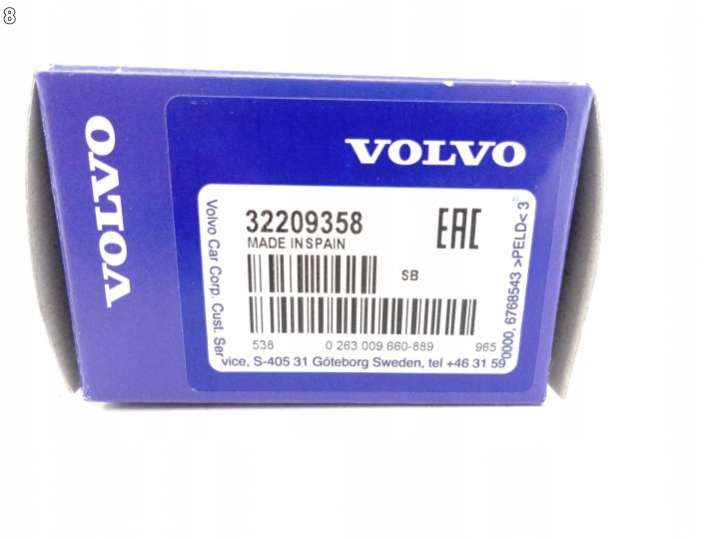 8
VOLVO
VOLVO
32209358
EAC
MADE IN SPAIN
SB
538 0 263 009 660-889 965
Volvo Car Corp. Cust. Ser
vice, S-405 31 Göteborg Sweden, tel +46 31 59
0000, 6768543 >PELD< 3